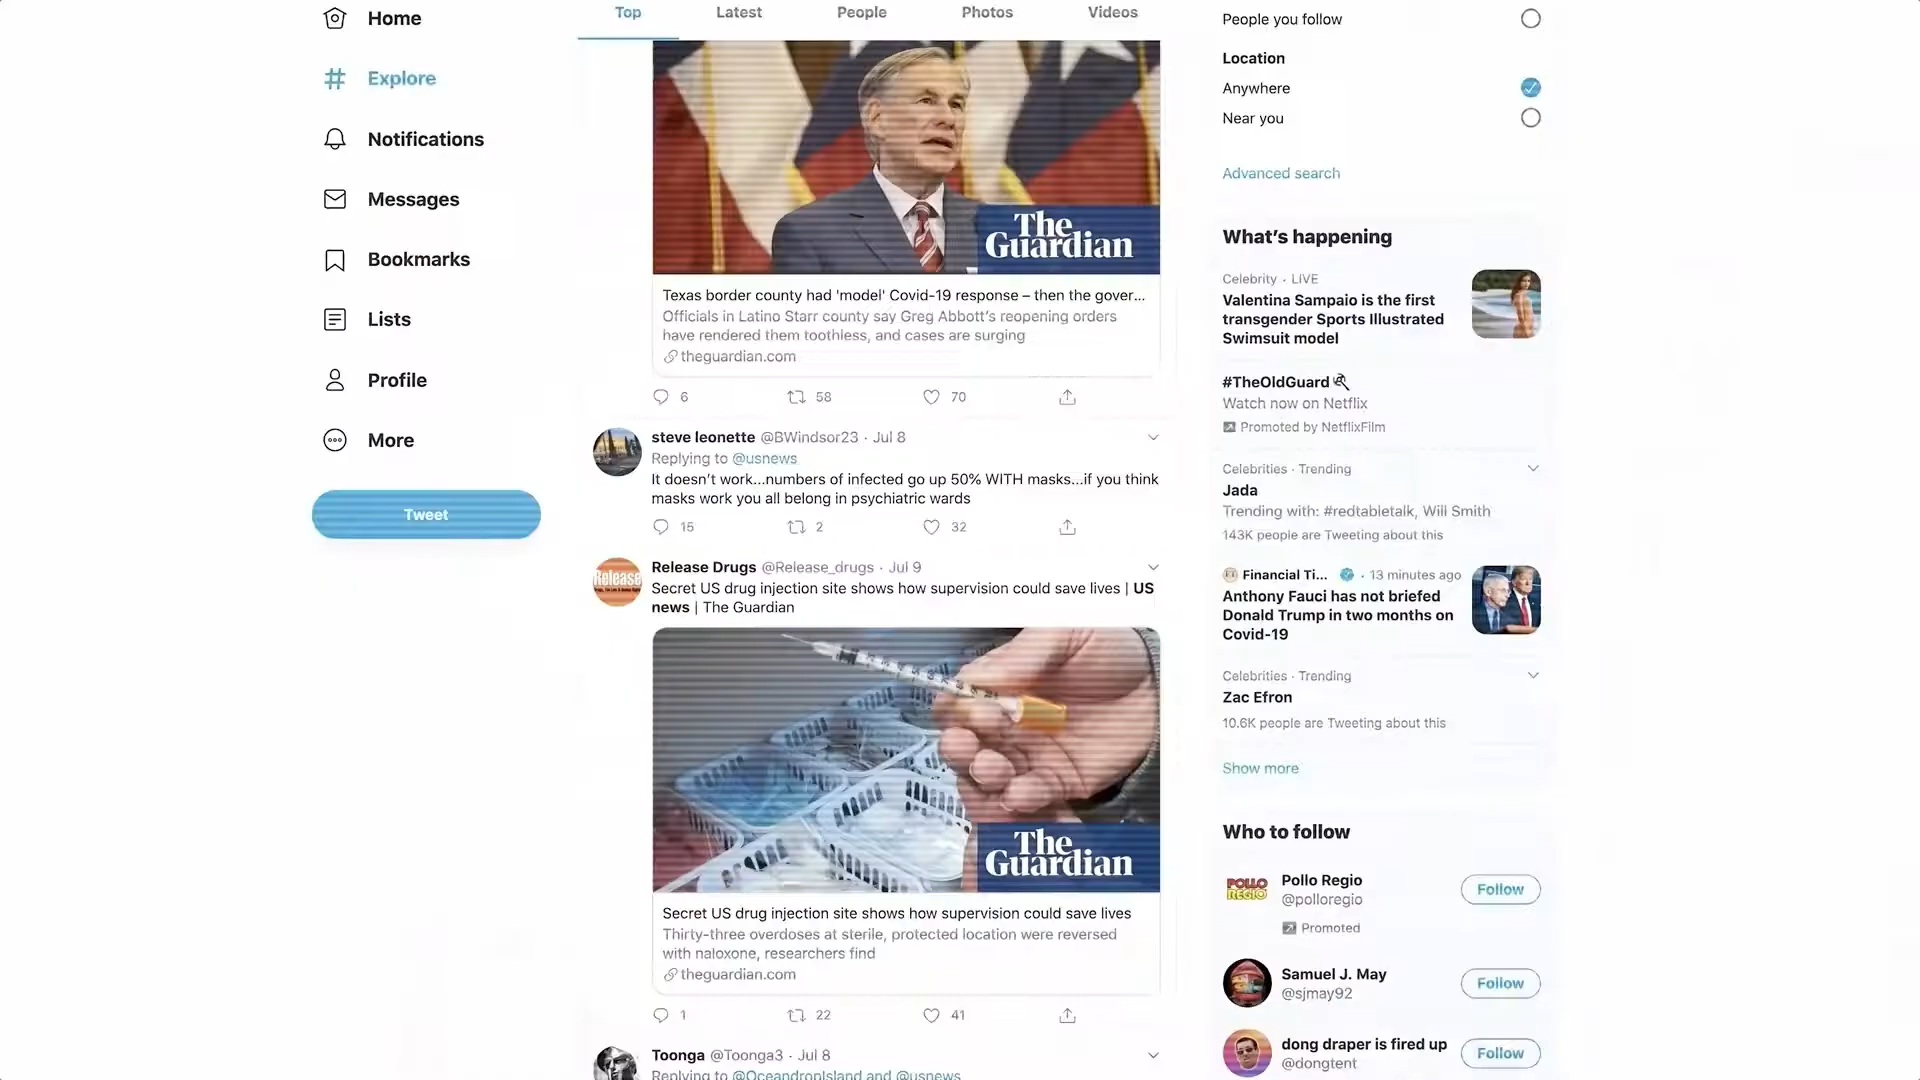 Home
Explore
Notifications
Messages
Bookmarks
Lists
Profile
More
Tweet
Top Latest People Photos Videos
The
Guardian
Texas border county had 'model' Covid-19 response – then the gover...
Officials in Latino Starr county say Greg Abbott's reopening orders
have rendered them toothless, and cases are surging
theguardian.com
6 58 70
steve leonette @BWindsor23 · Jul 8
Replying to @usnews
It doesn't work...numbers of infected go up 50% WITH masks...if you think
masks work you all belong in psychiatric wards
15 2 32
Release
Release Drugs @Release_drugs · Jul 9
Secret US drug injection site shows how supervision could save lives | US
news | The Guardian
The
Guardian
Secret US drug injection site shows how supervision could save lives
Thirty-three overdoses at sterile, protected location were reversed
with naloxone, researchers find
theguardian.com
1 22 41
Toonga @Toonga3 · Jul 8
Replying to @OceandropIsland and @usnews
People you follow
Location
Anywhere
Near you
Advanced search
What's happening
Celebrity · LIVE
Valentina Sampaio is the first
transgender Sports Illustrated
Swimsuit model
#TheOldGuard
Watch now on Netflix
Promoted by NetflixFilm
Celebrities · Trending
Jada
Trending with: #redtabletalk, Will Smith
143K people are Tweeting about this
Financial Ti... · 13 minutes ago
Anthony Fauci has not briefed
Donald Trump in two months on
Covid-19
Celebrities · Trending
Zac Efron
10.6K people are Tweeting about this
Show more
Who to follow
POLLO
REGIO
Pollo Regio
@polloregio
Follow
Promoted
Samuel J. May
@sjmay92
Follow
dong draper is fired up
@dongtent
Follow